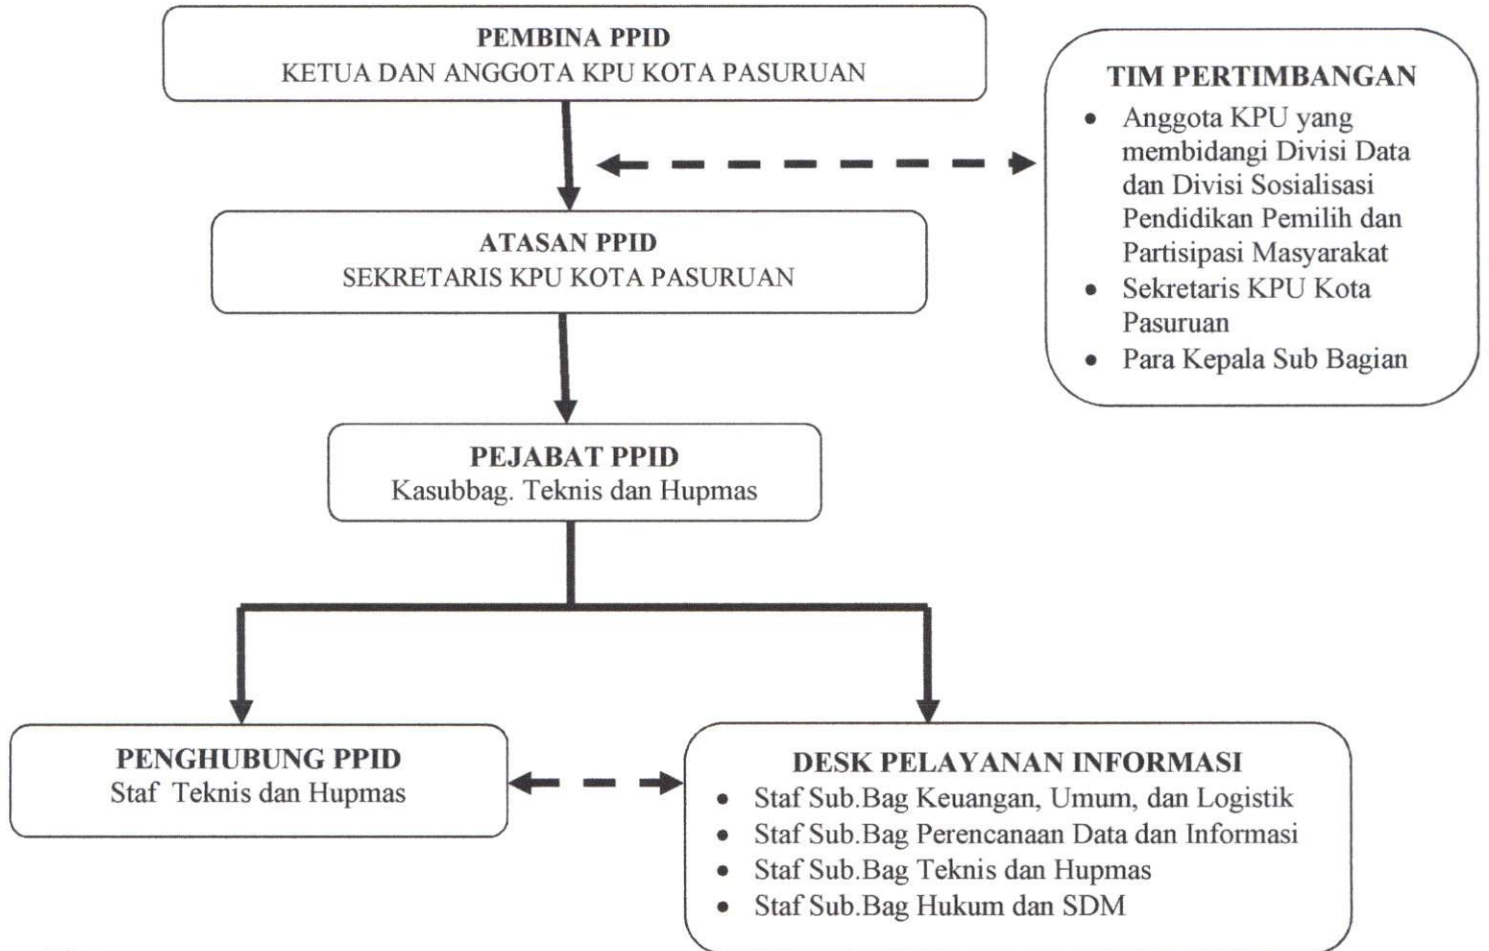 PEMBINA PPID
KETUA DAN ANGGOTA KPU KOTA PASURUAN
TIM PERTIMBANGAN
• Anggota KPU yang
membidangi Divisi Data
dan Divisi Sosialisasi
Pendidikan Pemilih dan
Partisipasi Masyarakat
• Sekretaris KPU Kota
Pasuruan
• Para Kepala Sub Bagian
ATASAN PPID
SEKRETARIS KPU KOTA PASURUAN
PEJABAT PPID
Kasubbag. Teknis dan Hupmas
PENGHUBUNG PPID
Staf Teknis dan Hupmas
DESK PELAYANAN INFORMASI
• Staf Sub.Bag Keuangan, Umum, dan Logistik
• Staf Sub.Bag Perencanaan Data dan Informasi
• Staf Sub.Bag Teknis dan Hupmas
• Staf Sub.Bag Hukum dan SDM